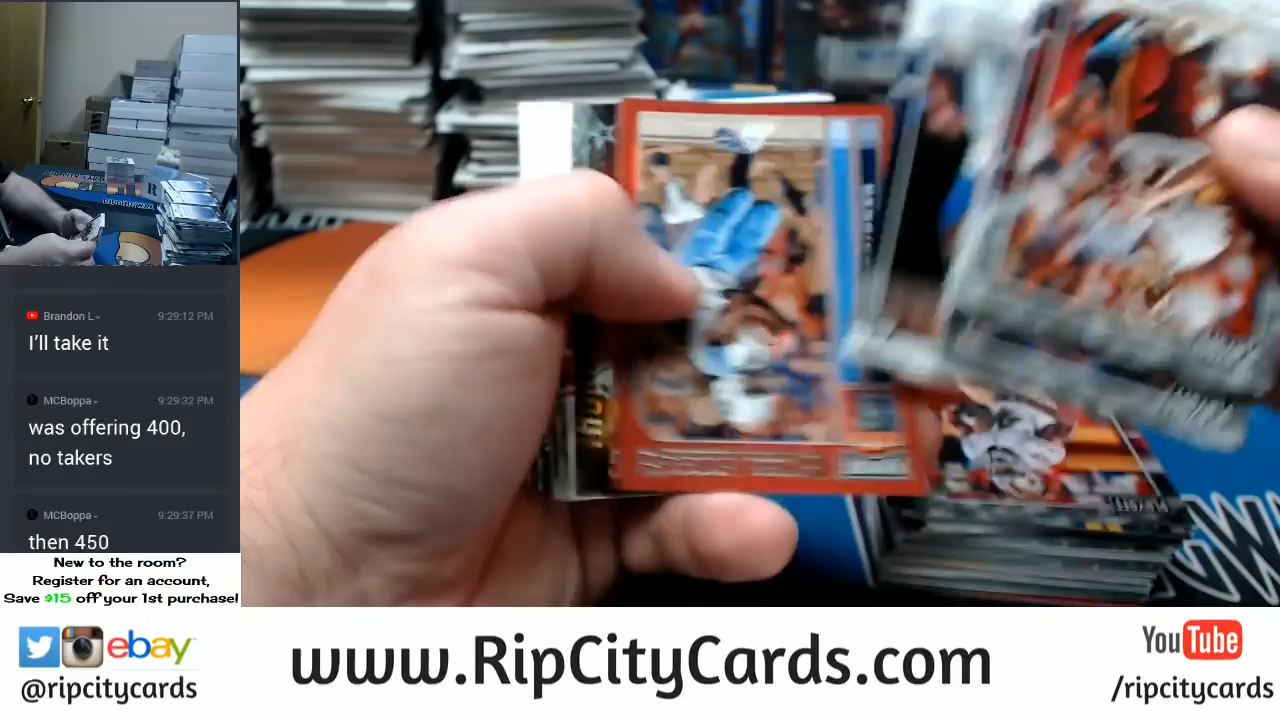 Brandon L
9:29:12 PM
I'll take it
MCBoppa
9:29:32 PM
was offering 400,
no takers
MCBoppa
9:29:37 PM
then 450
New to the room?
Register for an account,
Save $15 off your 1st purchase!
ebay
@ripcitycards
www.RipCityCards.com
YouTube
/ripcitycards